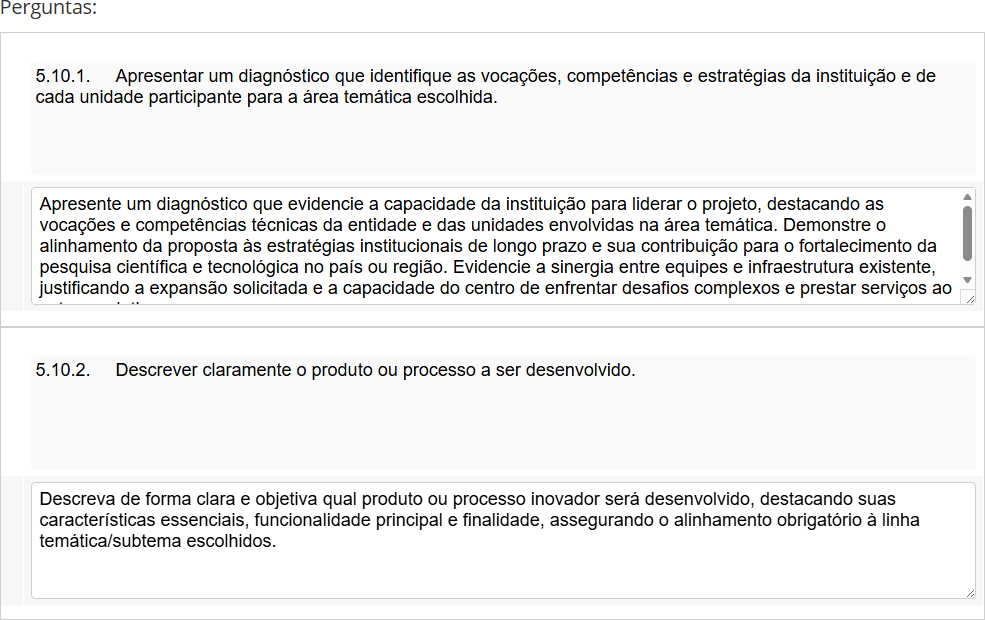 Perguntas:
5.10.1. Apresentar um diagnóstico que identifique as vocações, competências e estratégias da instituição e de
cada unidade participante para a área temática escolhida.
Apresente um diagnóstico que evidencie a capacidade da instituição para liderar o projeto, destacando as
vocações e competências técnicas da entidade e das unidades envolvidas na área temática. Demonstre o
alinhamento da proposta às estratégias institucionais de longo prazo e sua contribuição para o fortalecimento da
pesquisa científica e tecnológica no país ou região. Evidencie a sinergia entre equipes e infraestrutura existente,
justificando a expansão solicitada e a capacidade do centro de enfrentar desafios complexos e prestar serviços ao
5.10.2. Descrever claramente o produto ou processo a ser desenvolvido.
Descreva de forma clara e objetiva qual produto ou processo inovador será desenvolvido, destacando suas
características essenciais, funcionalidade principal e finalidade, assegurando o alinhamento obrigatório à linha
temática/subtema escolhidos.